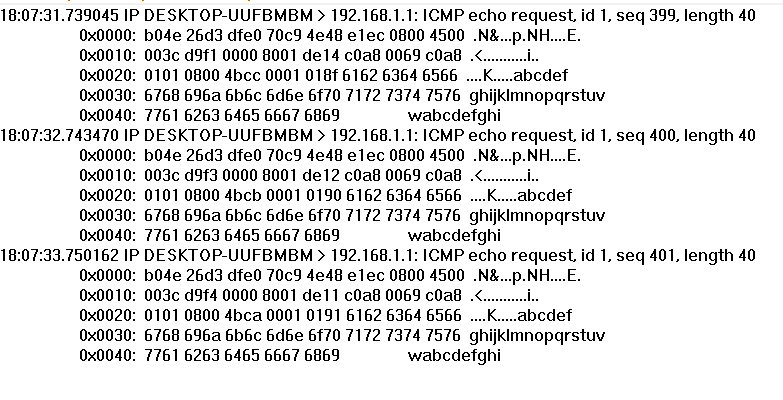 18:07:31.739045 IP DESKTOP-UUFBMBM > 192.168.1.1: ICMP echo request, id 1, seq 399, length 40
0x0000: b04e 26d3 dfe0 70c9 4e48 e1ec 0800 4500 .N&...p.NH....E.
0x0010: 003c d9f1 0000 8001 de14 c0a8 0069 c0a8 .<...........i..
0x0020: 0101 0800 4bcc 0001 018f 6162 6364 6566 ....K.....abcdef
0x0030: 6768 696a 6b6c 6d6e 6f70 7172 7374 7576 ghijklmnopqrstuv
0x0040: 7761 6263 6465 6667 6869 wabcdefghi
18:07:32.743470 IP DESKTOP-UUFBMBM > 192.168.1.1: ICMP echo request, id 1, seq 400, length 40
0x0000: b04e 26d3 dfe0 70c9 4e48 e1ec 0800 4500 .N&...p.NH....E.
0x0010: 003c d9f3 0000 8001 de12 c0a8 0069 c0a8 .<...........i..
0x0020: 0101 0800 4bcb 0001 0190 6162 6364 6566 ....K.....abcdef
0x0030: 6768 696a 6b6c 6d6e 6f70 7172 7374 7576 ghijklmnopqrstuv
0x0040: 7761 6263 6465 6667 6869 wabcdefghi
18:07:33.750162 IP DESKTOP-UUFBMBM > 192.168.1.1: ICMP echo request, id 1, seq 401, length 40
0x0000: b04e 26d3 dfe0 70c9 4e48 e1ec 0800 4500 .N&...p.NH....E.
0x0010: 003c d9f4 0000 8001 de11 c0a8 0069 c0a8 .<...........i..
0x0020: 0101 0800 4bca 0001 0191 6162 6364 6566 ....K.....abcdef
0x0030: 6768 696a 6b6c 6d6e 6f70 7172 7374 7576 ghijklmnopqrstuv
0x0040: 7761 6263 6465 6667 6869 wabcdefghi